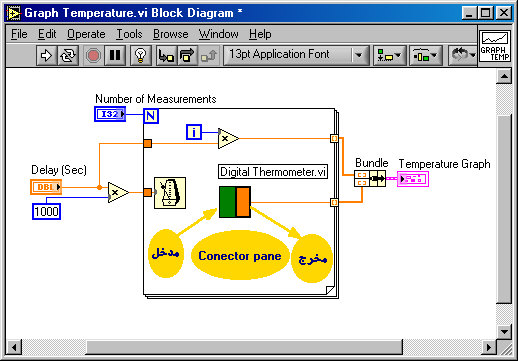 Graph Temperature.vi Block Diagram *
File Edit Operate Tools Browse Window Help
13pt Application Font
GRAPH
TEMP
Number of Measurements
I32
N
i
×
Digital Thermometer.vi
Delay (Sec)
DBL
×
1000
Bundle
Temperature Graph
مدخل
Conector pane
مخرج